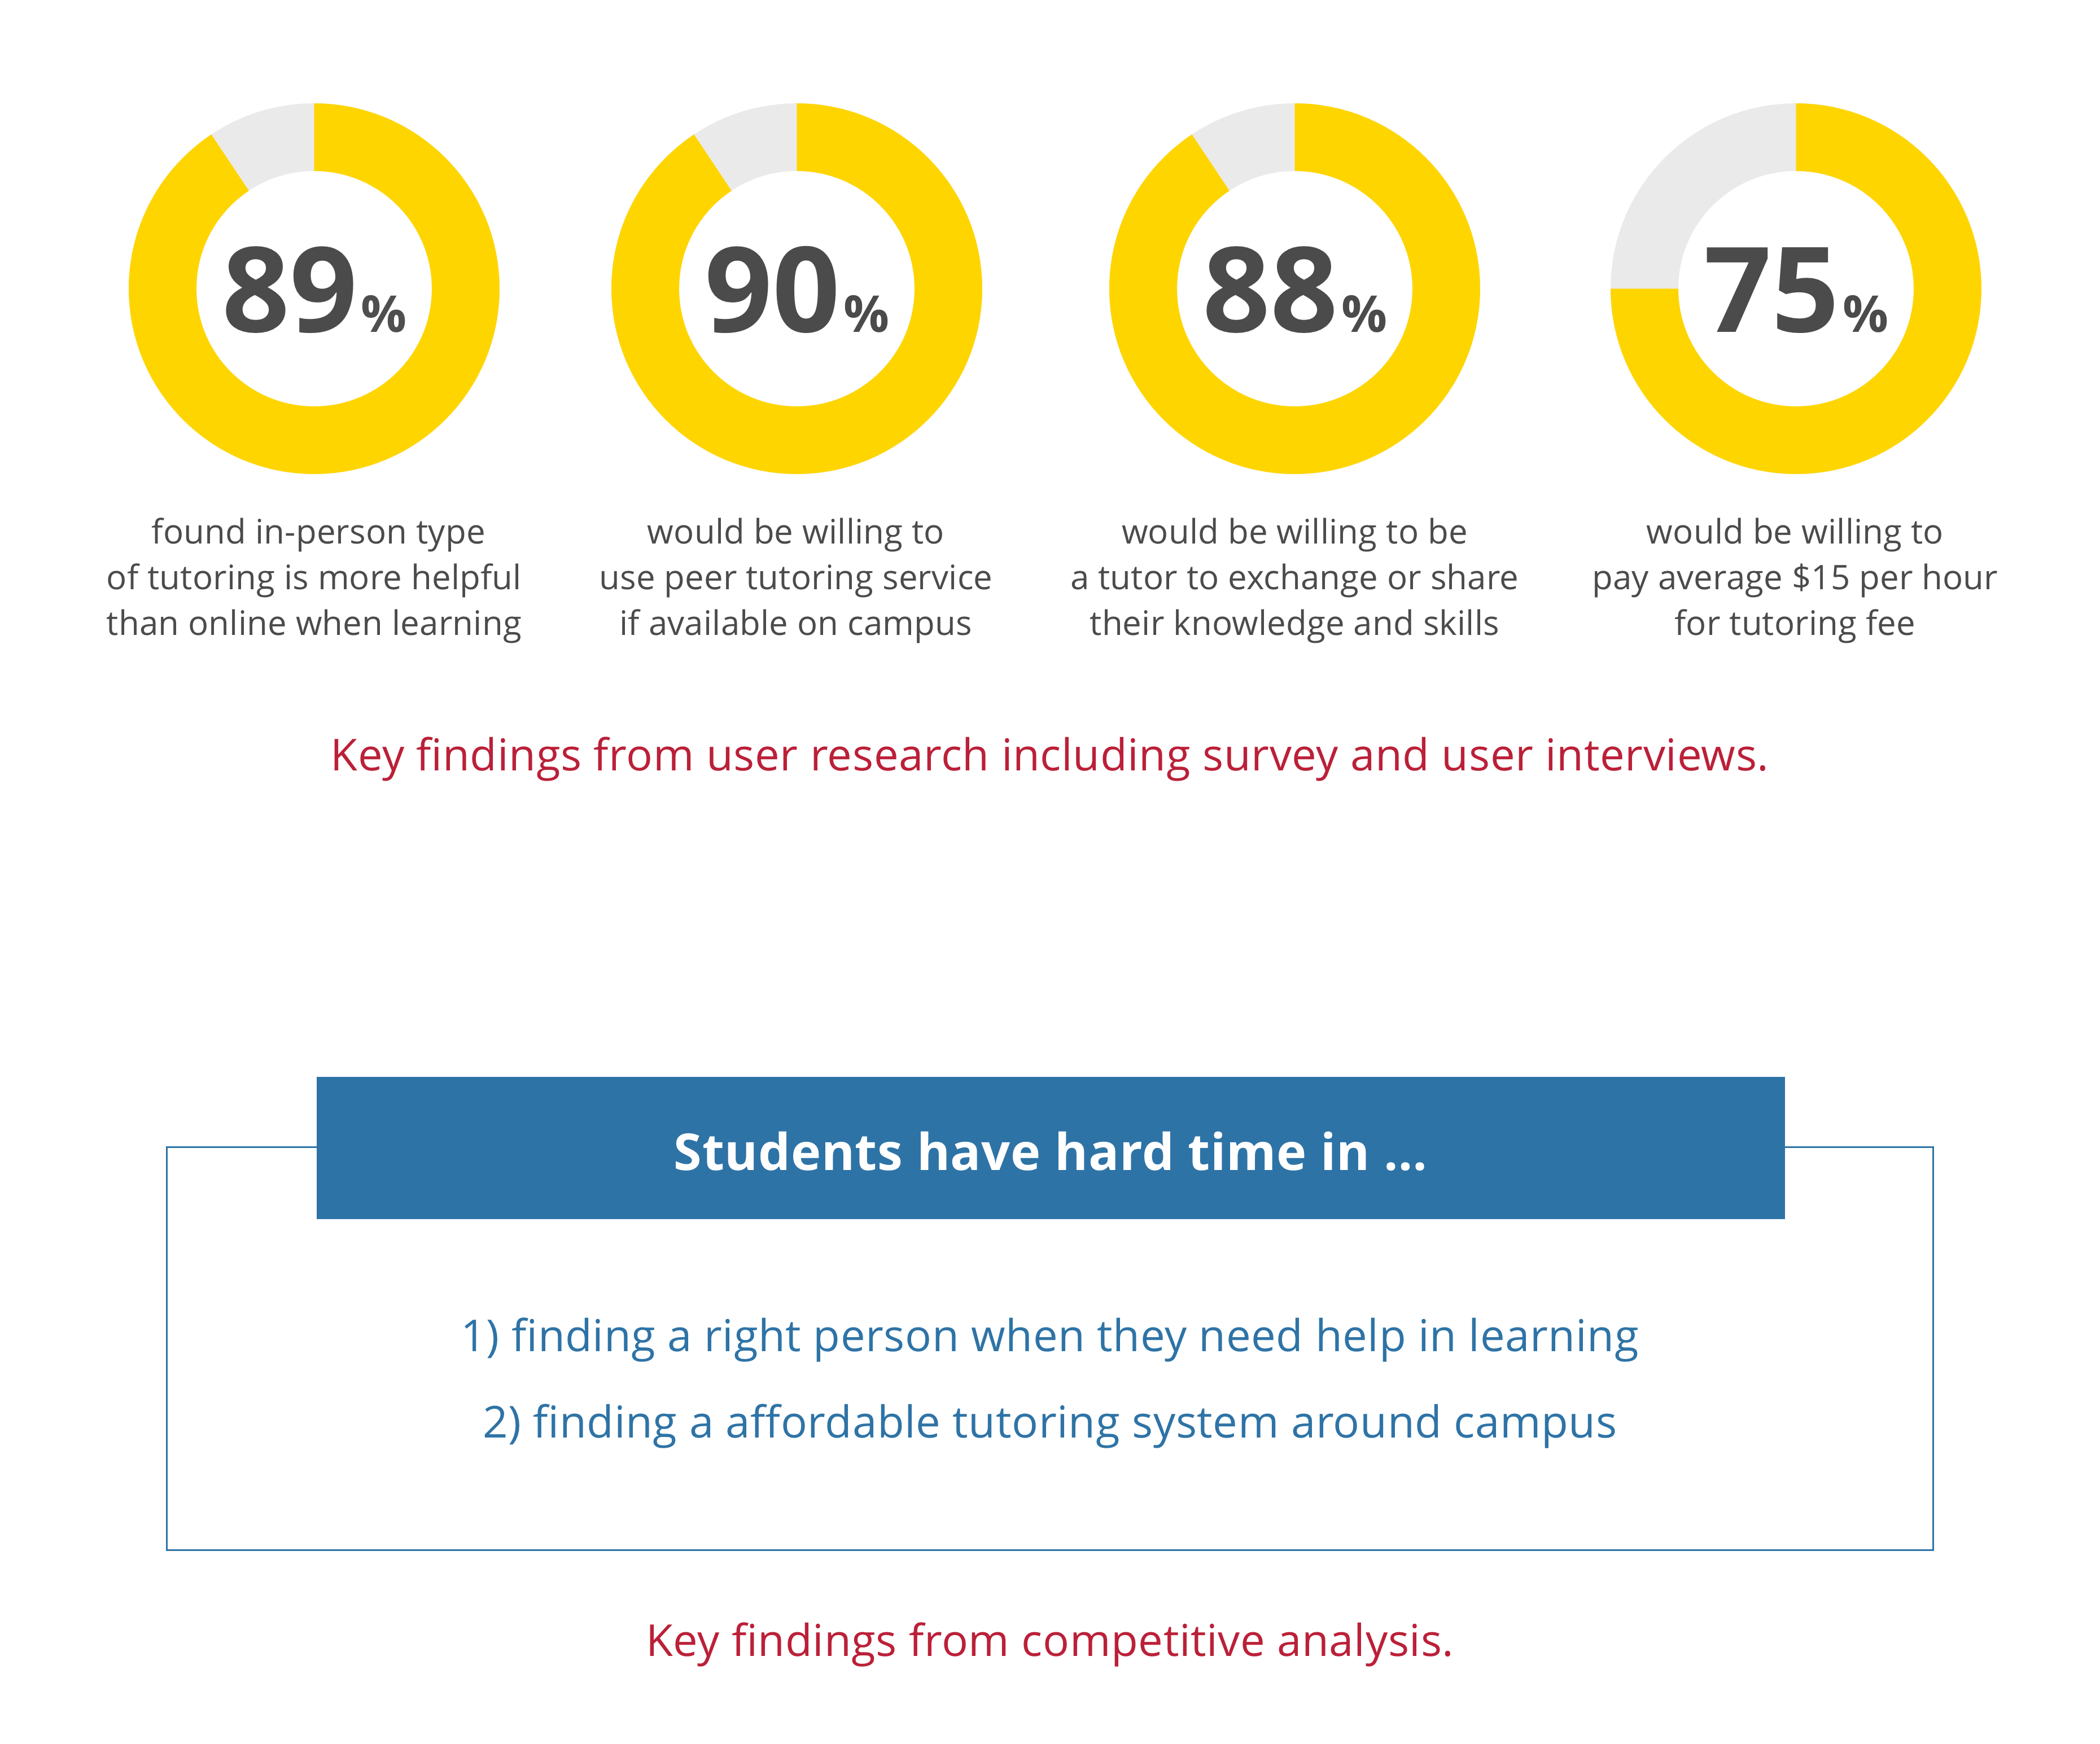 89%
found in-person type
of tutoring is more helpful
than online when learning
90%
would be willing to
use peer tutoring service
if available on campus
88%
would be willing to be
a tutor to exchange or share
their knowledge and skills
75%
would be willing to
pay average $15 per hour
for tutoring fee
Key findings from user research including survey and user interviews.
Students have hard time in ...
1) finding a right person when they need help in learning
2) finding a affordable tutoring system around campus
Key findings from competitive analysis.